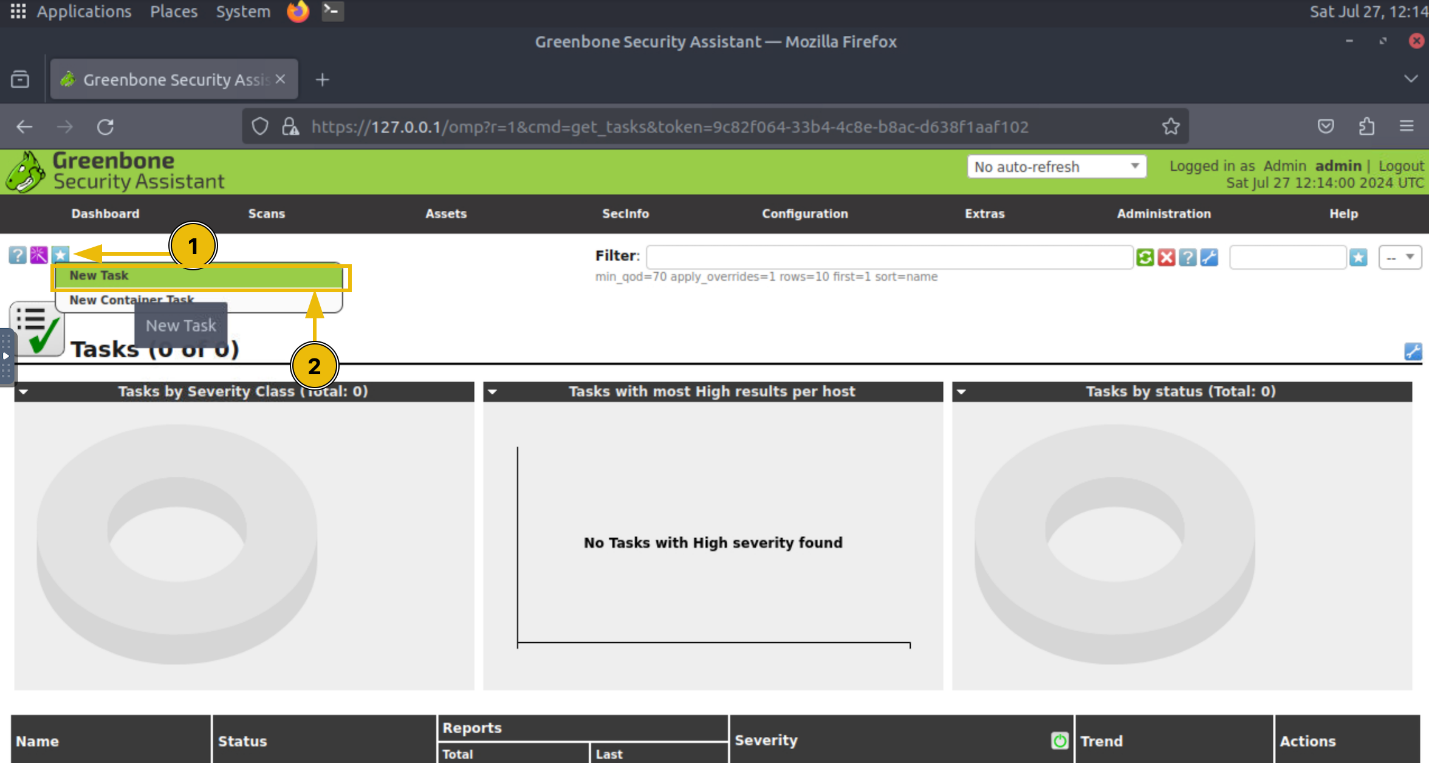 Applications Places System
Sat Jul 27, 12:14
Greenbone Security Assistant — Mozilla Firefox
Greenbone Security Assis
https://127.0.0.1/omp?r=1&cmd=get_tasks&token=9c82f064-33b4-4c8e-b8ac-d638f1aaf102
Greenbone
Security Assistant
No auto-refresh
Logged in as Admin admin | Logout
Sat Jul 27 12:14:00 2024 UTC
Dashboard Scans Assets SecInfo Configuration Extras Administration Help
1
Filter:
--
min_qod=70 apply_overrides=1 rows=10 first=1 sort=name
New Task
New Container Task
New Task
Tasks (0 of 0)
2
Tasks by Severity Class (Total: 0)
Tasks with most High results per host
Tasks by status (Total: 0)
No Tasks with High severity found
Name Status Reports Severity Trend Actions
Total Last